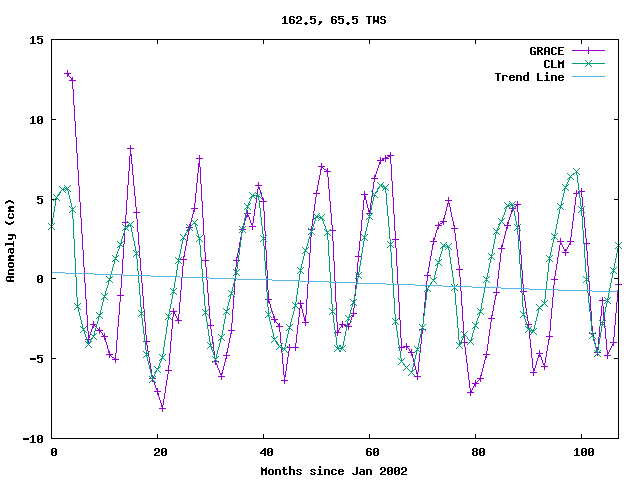 162.5, 65.5 TWS
GRACE
CLM
Trend Line
Anomaly (cm)
15
10
5
0
-5
-10
0 20 40 60 80 100
Months since Jan 2002